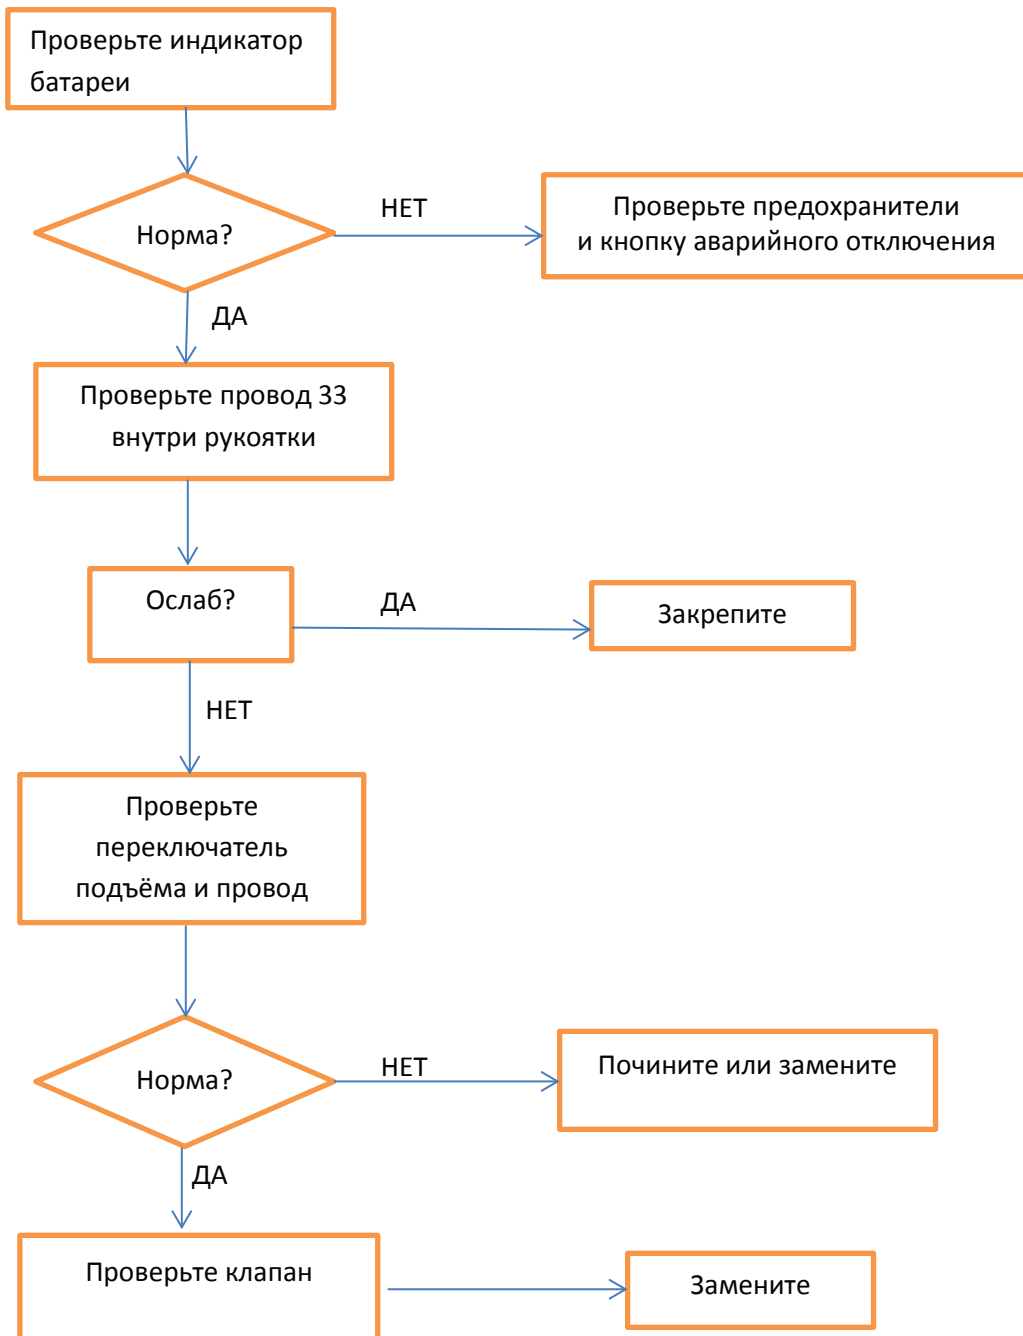 Проверьте индикатор
батареи
Норма?
НЕТ
Проверьте предохранители
и кнопку аварийного отключения
ДА
Проверьте провод 33
внутри рукоятки
Ослаб?
ДА
Закрепите
НЕТ
Проверьте
переключатель
подъёма и провод
Норма?
НЕТ
Почините или замените
ДА
Проверьте клапан
Замените